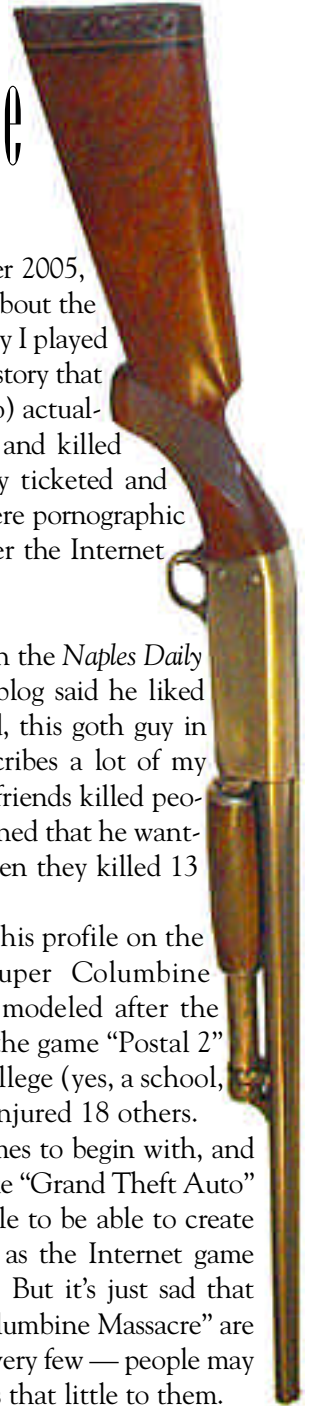 e
er 2005,
bout the
y I played
story that
o) actual-
and killed
y ticketed and
ere pornographic
er the Internet
n the Naples Daily
blog said he liked
l, this goth guy in
cribes a lot of my
friends killed peo-
ned that he want-
en they killed 13
his profile on the
uper Columbine
modeled after the
the game “Postal 2”
llege (yes, a school,
njured 18 others.
mes to begin with, and
e “Grand Theft Auto”
le to be able to create
as the Internet game
But it’s just sad that
lumbine Massacre” are
very few — people may
s that little to them.